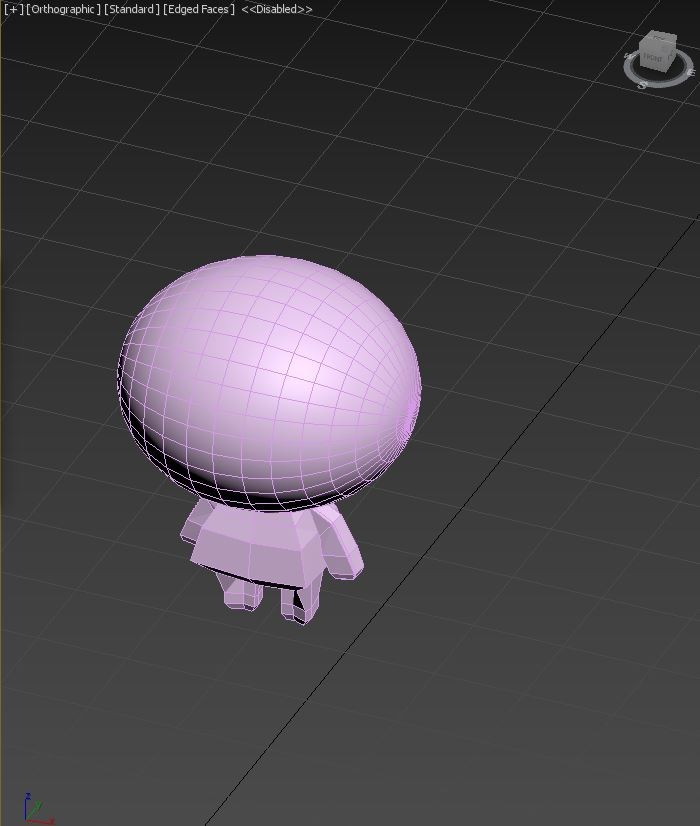 [+] [Orthographic] [Standard] [Edged Faces] <<Disabled>>
FRONT
S
E
z
y
x